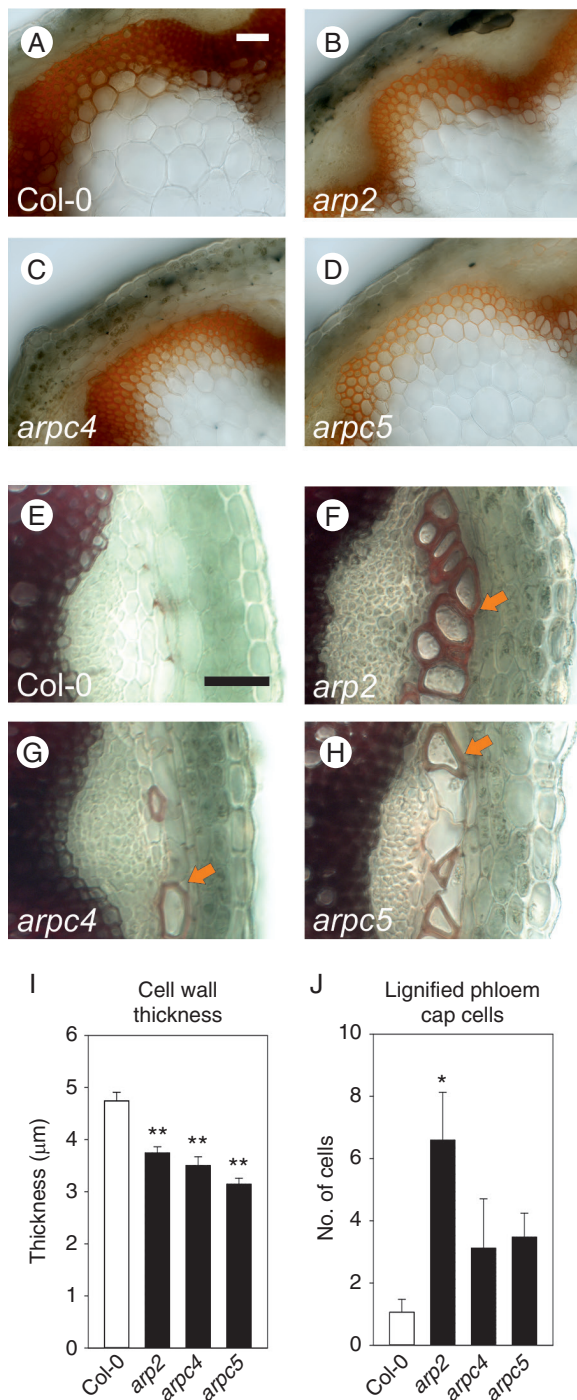 A
B
Col-0
arp2
C
D
arpc4
arpc5
E
F
Col-0
arp2
G
H
arpc4
arpc5
I
Cell wall
thickness
Thickness (μm)
6
5
4
3
2
1
0
**
**
**
Col-0
arp2
arpc4
arpc5
J
Lignified phloem
cap cells
No. of cells
10
8
6
4
2
0
*
Col-0
arp2
arpc4
arpc5